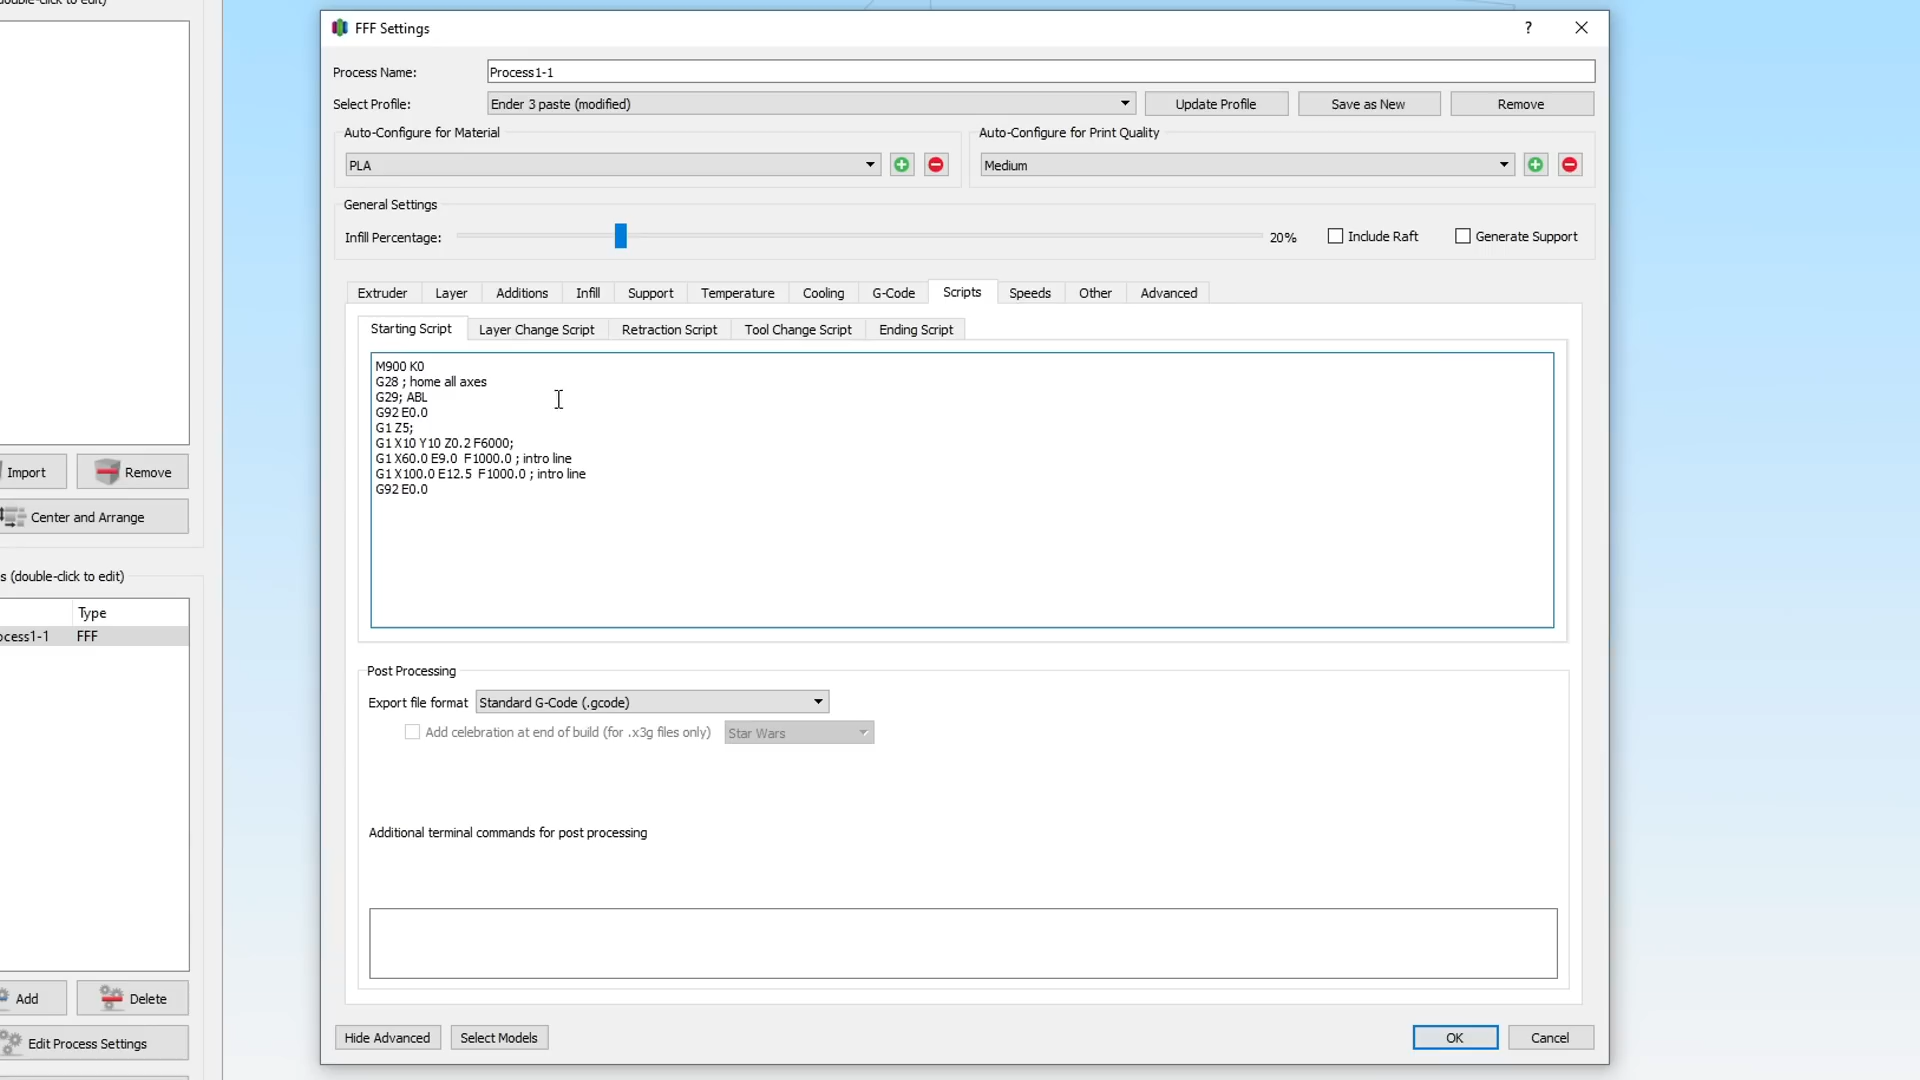 double-click to edit)
FFF Settings
?
Process Name:
Process1-1
Select Profile:
Ender 3 paste (modified)
Update Profile
Save as New
Remove
Auto-Configure for Material
Auto-Configure for Print Quality
PLA
Medium
General Settings
Infill Percentage:
20%
Include Raft
Generate Support
Extruder
Layer
Additions
Infill
Support
Temperature
Cooling
G-Code
Scripts
Speeds
Other
Advanced
Starting Script
Layer Change Script
Retraction Script
Tool Change Script
Ending Script
M900 K0
G28 ; home all axes
G29; ABL
G92 E0.0
G1 Z5;
G1 X10 Y10 Z0.2 F6000;
G1 X60.0 E9.0  F1000.0 ; intro line
G1 X100.0 E12.5  F1000.0 ; intro line
G92 E0.0
Import
Remove
Center and Arrange
s (double-click to edit)
Type
ocess1-1
FFF
Add
Delete
Edit Process Settings
Post Processing
Export file format
Standard G-Code (.gcode)
Add celebration at end of build (for .x3g files only)
Star Wars
Additional terminal commands for post processing
Hide Advanced
Select Models
OK
Cancel